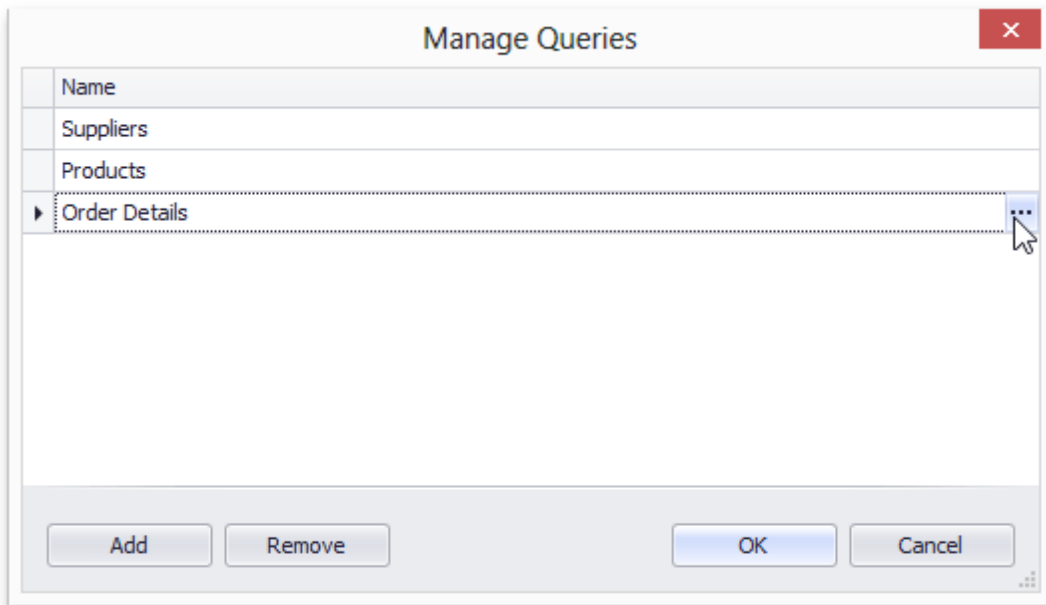 Manage Queries
Name
Suppliers
Products
Order Details
...
Add Remove OK Cancel